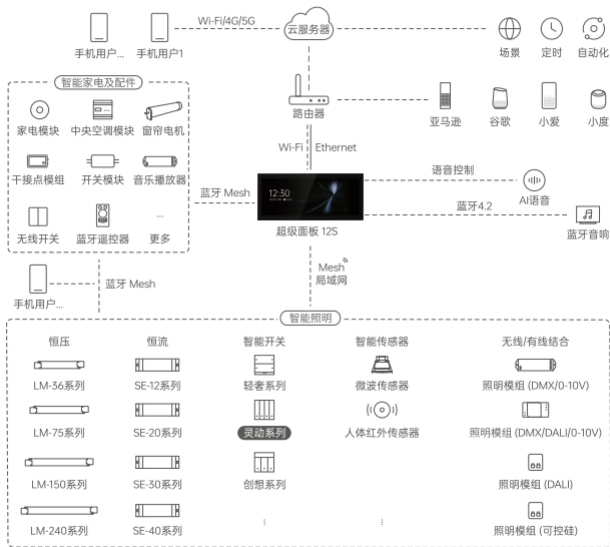 Wi-Fi/4G/5G
云服务器
手机用户...
手机用户1
场景
定时
自动化
智能家电及配件
家电模块
中央空调模块
窗帘电机
干接点模组
开关模块
音乐播放器
无线开关
蓝牙遥控器
...
更多
路由器
亚马逊
谷歌
小爱
小度
Wi-Fi
Ethernet
蓝牙 Mesh
12:30
超级面板 12S
语音控制
AI语音
蓝牙4.2
蓝牙音响
手机用户...
蓝牙 Mesh
Mesh
局域网
智能照明
恒压
恒流
智能开关
智能传感器
无线/有线结合
LM-36系列
SE-12系列
轻奢系列
微波传感器
照明模组 (DMX/0-10V)
LM-75系列
SE-20系列
灵动系列
人体红外传感器
照明模组 (DMX/DALI/0-10V)
LM-150系列
SE-30系列
创想系列
照明模组 (DALI)
LM-240系列
SE-40系列
照明模组 (可控硅)